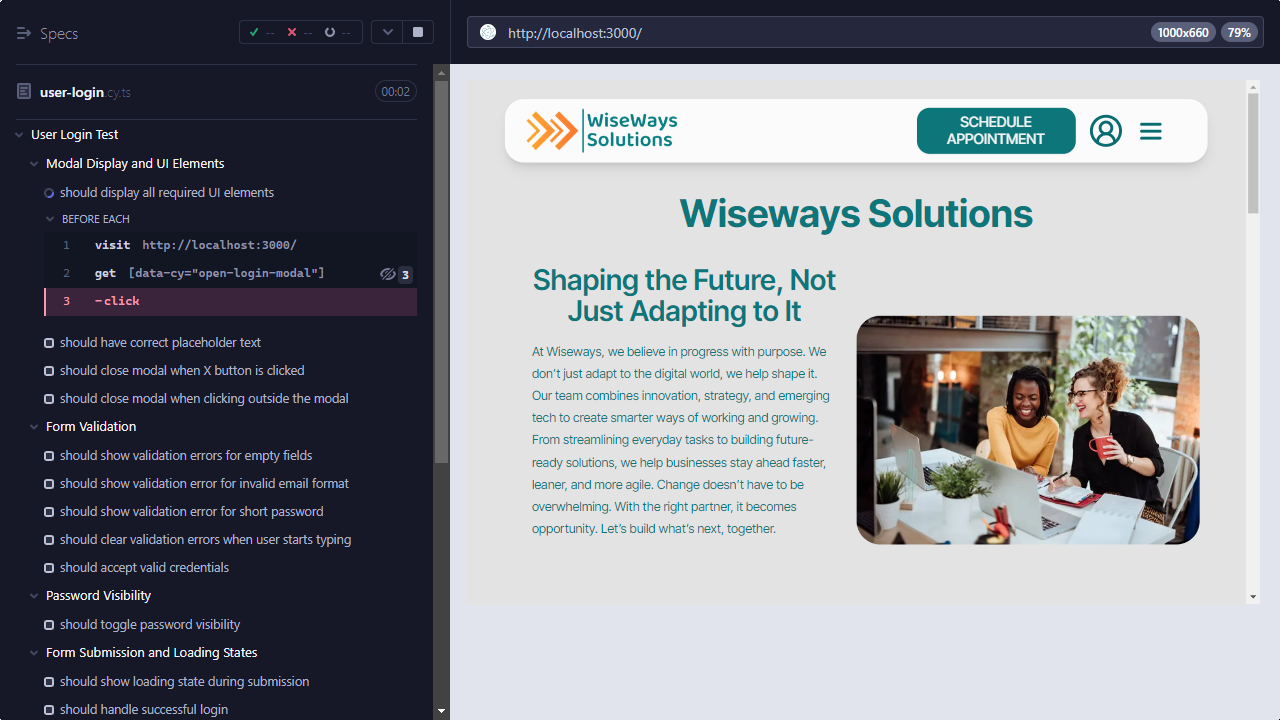 Specs
--
--
--
http://localhost:3000/
1000x660
79%
user-login.cy.ts
00:02
User Login Test
Modal Display and UI Elements
should display all required UI elements
BEFORE EACH
1 visit http://localhost:3000/
2 get [data-cy="open-login-modal"] 3
3 -click
should have correct placeholder text
should close modal when X button is clicked
should close modal when clicking outside the modal
Form Validation
should show validation errors for empty fields
should show validation error for invalid email format
should show validation error for short password
should clear validation errors when user starts typing
should accept valid credentials
Password Visibility
should toggle password visibility
Form Submission and Loading States
should show loading state during submission
should handle successful login
WiseWays
Solutions
SCHEDULE
APPOINTMENT
Wiseways Solutions
Shaping the Future, Not
Just Adapting to It
At Wiseways, we believe in progress with purpose. We
don’t just adapt to the digital world, we help shape it.
Our team combines innovation, strategy, and emerging
tech to create smarter ways of working and growing.
From streamlining everyday tasks to building future-
ready solutions, we help businesses stay ahead faster,
leaner, and more agile. Change doesn’t have to be
overwhelming. With the right partner, it becomes
opportunity. Let’s build what’s next, together.